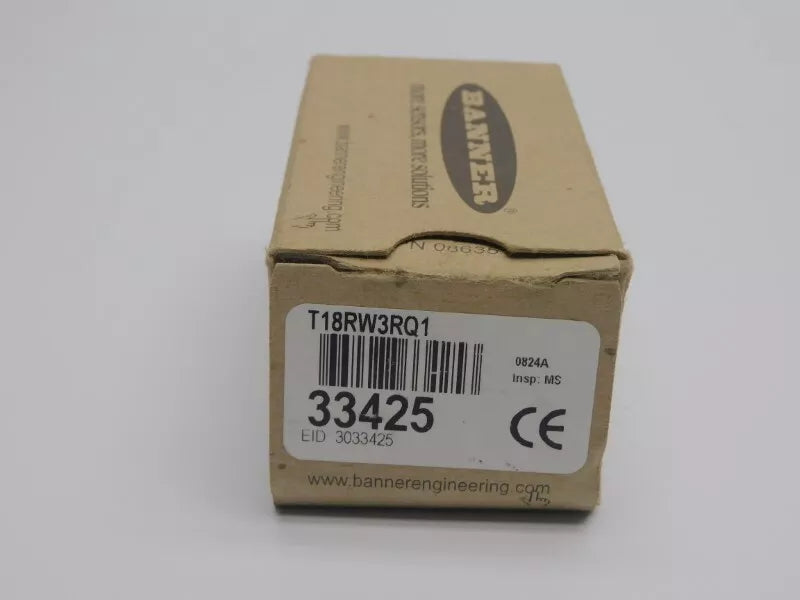 BANNER
®
more sensors, more solutions
www.bannerengineering.com
N 08638
T18RW3RQ1
0824A
Insp: MS
33425
CE
EID 3033425
www.bannerengineering.com